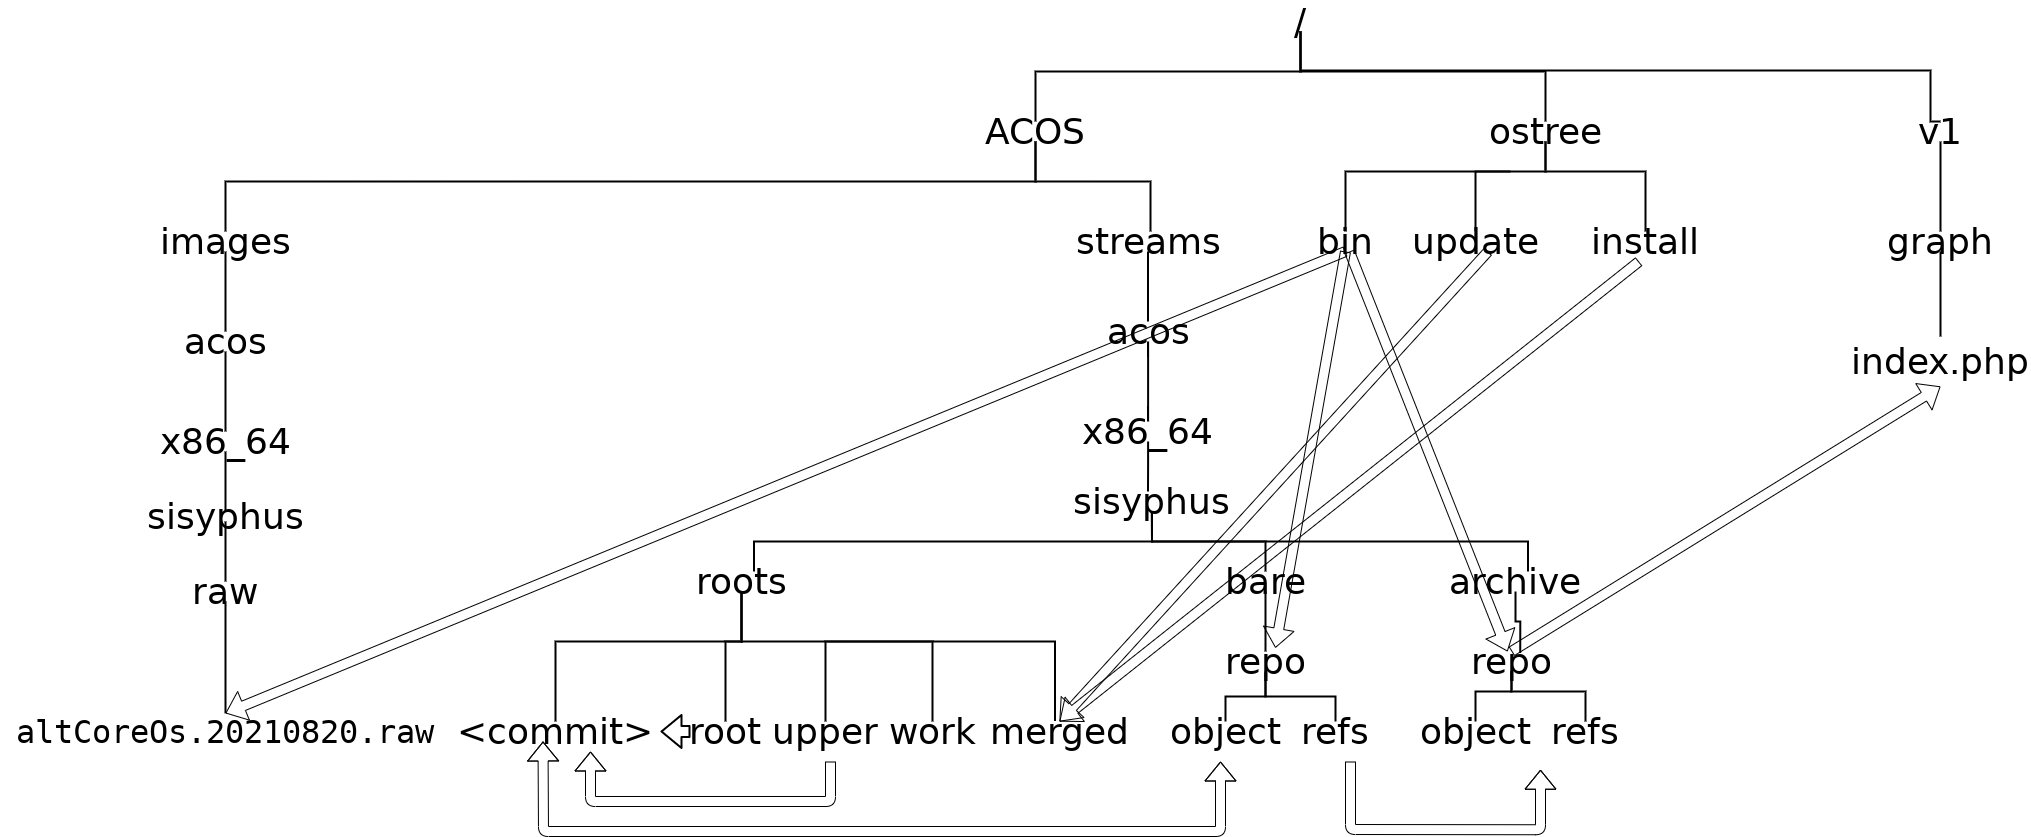 /
ACOS ostree v1
images streams bin update install graph
acos acos index.php
x86_64 x86_64
sisyphus sisyphus
raw roots bare archive
repo repo
altCoreOs.20210820.raw <commit> root upper work merged object refs object refs